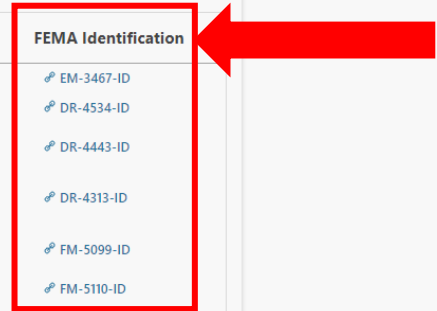 FEMA Identification
EM-3467-ID
DR-4534-ID
DR-4443-ID
DR-4313-ID
FM-5099-ID
FM-5110-ID